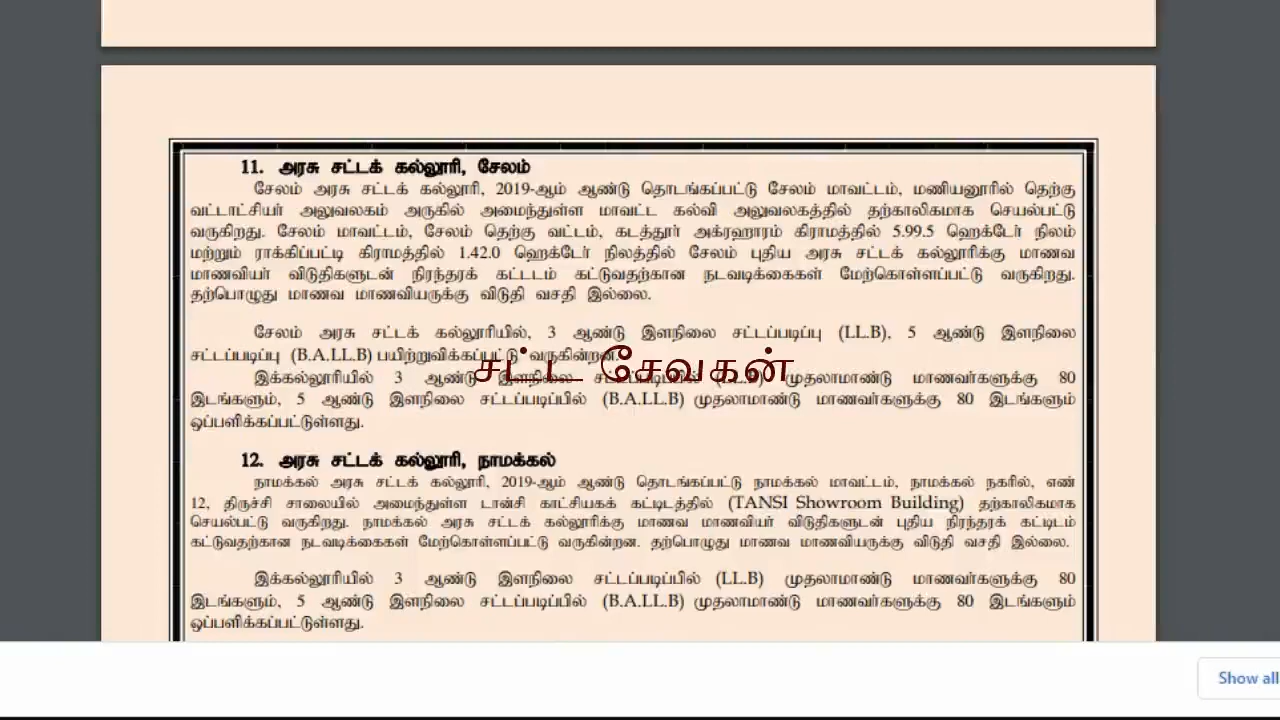 11. அரசு சட்டக் கல்லூரி, சேலம்
சேலம் அரசு சட்டக் கல்லூரி, 2019-ஆம் ஆண்டு தொடங்கப்பட்டு சேலம் மாவட்டம், மணியனூரில் தெற்கு
வட்டாட்சியர் அலுவலகம் அருகில் அமைந்துள்ள மாவட்ட கல்வி அலுவலகத்தில் தற்காலிகமாக செயல்பட்டு
வருகிறது. சேலம் மாவட்டம், சேலம் தெற்கு வட்டம், கடத்தூர் அக்ரஹாரம் கிராமத்தில் 5.99.5 ஹெக்டேர் நிலம்
மற்றும் ராக்கிப்பட்டி கிராமத்தில் 1.42.0 ஹெக்டேர் நிலத்தில் சேலம் புதிய அரசு சட்டக் கல்லூரிக்கு மாணவ
மாணவியர் விடுதிகளுடன் நிரந்தரக் கட்டடம் கட்டுவதற்கான நடவடிக்கைகள் மேற்கொள்ளப்பட்டு வருகிறது.
தற்பொழுது மாணவ மாணவியருக்கு விடுதி வசதி இல்லை.
சேலம் அரசு சட்டக் கல்லூரியில், 3 ஆண்டு இளநிலை சட்டப்படிப்பு (LL.B), 5 ஆண்டு இளநிலை
சட்டப்படிப்பு (B.A.LL.B) பயிற்றுவிக்கப்பட்டு வருகின்றன.
சட்ட சேவகன்
இக்கல்லூரியில் 3 ஆண்டு இளநிலை சட்டப்படிப்பில் (LL.B) முதலாமாண்டு மாணவர்களுக்கு 80
இடங்களும், 5 ஆண்டு இளநிலை சட்டப்படிப்பில் (B.A.LL.B) முதலாமாண்டு மாணவர்களுக்கு 80 இடங்களும்
ஒப்பளிக்கப்பட்டுள்ளது.
12. அரசு சட்டக் கல்லூரி, நாமக்கல்
நாமக்கல் அரசு சட்டக் கல்லூரி, 2019-ஆம் ஆண்டு தொடங்கப்பட்டு நாமக்கல் மாவட்டம், நாமக்கல் நகரில், எண்
12, திருச்சி சாலையில் அமைந்துள்ள டான்சி காட்சியகக் கட்டிடத்தில் (TANSI Showroom Building) தற்காலிகமாக
செயல்பட்டு வருகிறது. நாமக்கல் அரசு சட்டக் கல்லூரிக்கு மாணவ மாணவியர் விடுதிகளுடன் புதிய நிரந்தரக் கட்டிடம்
கட்டுவதற்கான நடவடிக்கைகள் மேற்கொள்ளப்பட்டு வருகின்றன. தற்பொழுது மாணவ மாணவியருக்கு விடுதி வசதி இல்லை.
இக்கல்லூரியில் 3 ஆண்டு இளநிலை சட்டப்படிப்பில் (LL.B) முதலாமாண்டு மாணவர்களுக்கு 80
இடங்களும், 5 ஆண்டு இளநிலை சட்டப்படிப்பில் (B.A.LL.B) முதலாமாண்டு மாணவர்களுக்கு 80 இடங்களும்
ஒப்பளிக்கப்பட்டுள்ளது.
Show all